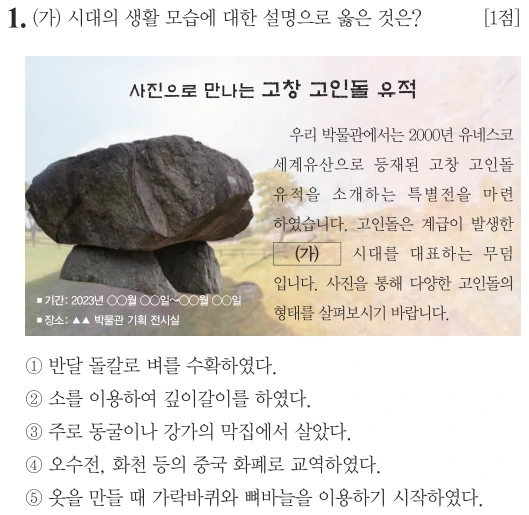 1. (가) 시대의 생활 모습에 대한 설명으로 옳은 것은? [1점]
사진으로 만나는 고창 고인돌 유적
우리 박물관에서는 2000년 유네스코
세계유산으로 등재된 고창 고인돌
유적을 소개하는 특별전을 마련
하였습니다. 고인돌은 계급이 발생한
(가) 시대를 대표하는 무덤
입니다. 사진을 통해 다양한 고인돌의
형태를 살펴보시기 바랍니다.
▪ 기간: 2023년 ○○월 ○○일~○○월 ○○일
▪ 장소: ▲▲ 박물관 기획 전시실
① 반달 돌칼로 벼를 수확하였다.
② 소를 이용하여 깊이갈이를 하였다.
③ 주로 동굴이나 강가의 막집에서 살았다.
④ 오수전, 화천 등의 중국 화폐로 교역하였다.
⑤ 옷을 만들 때 가락바퀴와 뼈바늘을 이용하기 시작하였다.